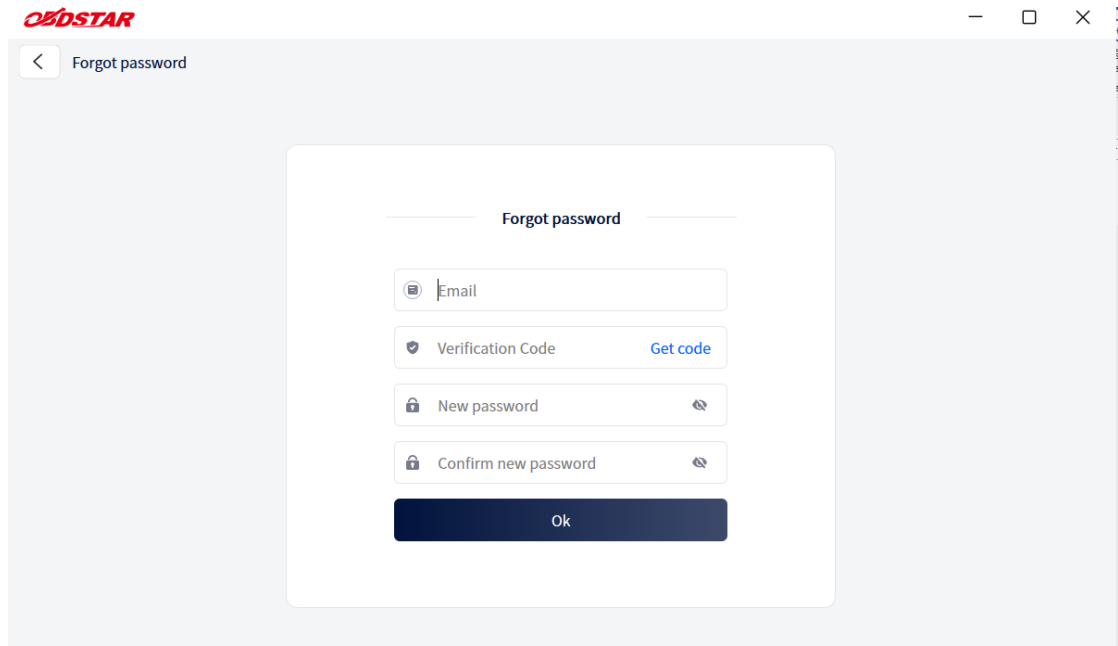 OBDSTAR
Forgot password
Forgot password
Email
Verification Code Get code
New password
Confirm new password
Ok